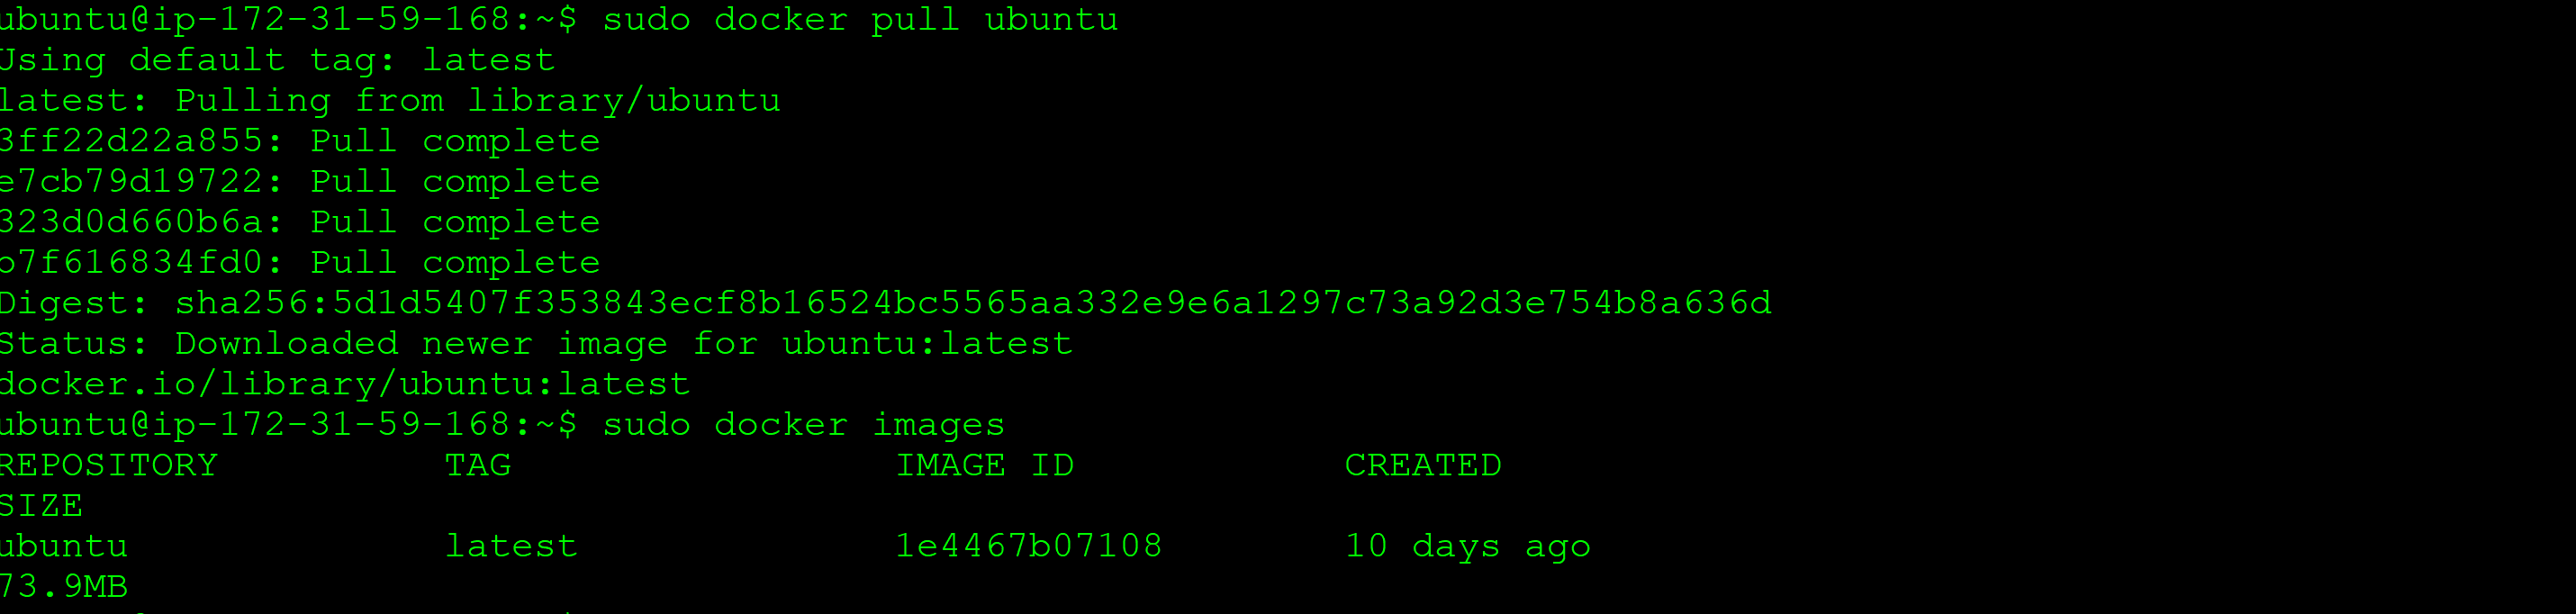 ubuntu@ip-172-31-59-168:~$ sudo docker pull ubuntu
Using default tag: latest
latest: Pulling from library/ubuntu
3ff22d22a855: Pull complete
e7cb79d19722: Pull complete
323d0d660b6a: Pull complete
b7f616834fd0: Pull complete
Digest: sha256:5d1d5407f353843ecf8b16524bc5565aa332e9e6a1297c73a92d3e754b8a636d
Status: Downloaded newer image for ubuntu:latest
docker.io/library/ubuntu:latest
ubuntu@ip-172-31-59-168:~$ sudo docker images
REPOSITORY          TAG                 IMAGE ID            CREATED
SIZE
ubuntu              latest              1e4467b07108        10 days ago
73.9MB